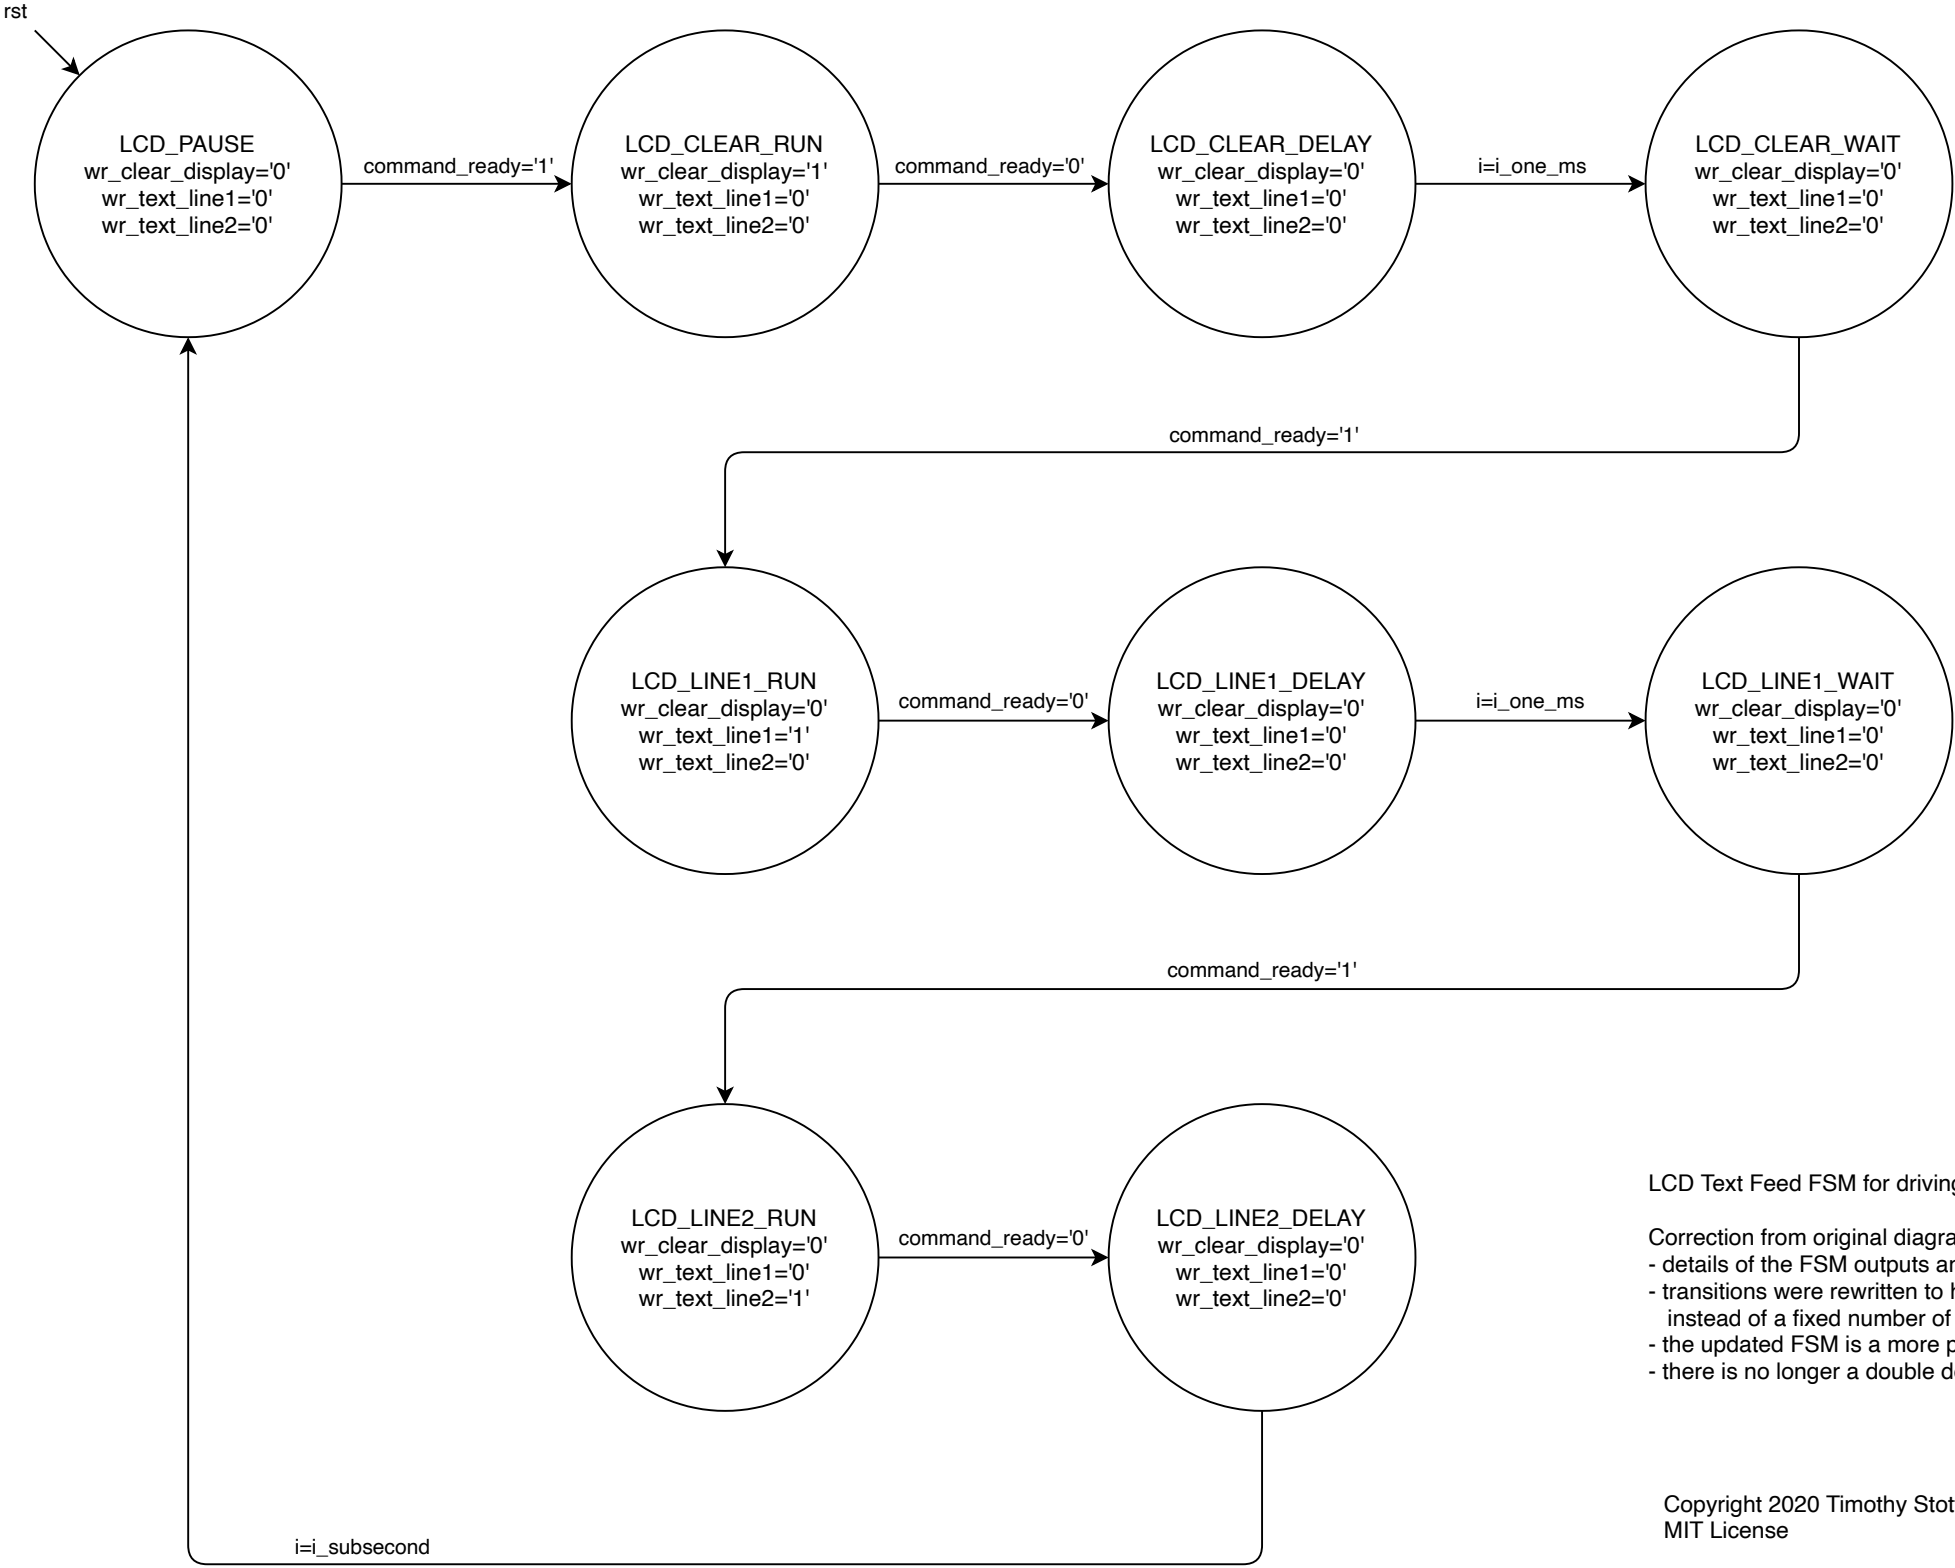 rst
LCD_PAUSE
wr_clear_display='0'
wr_text_line1='0'
wr_text_line2='0'
command_ready='1'
LCD_CLEAR_RUN
wr_clear_display='1'
wr_text_line1='0'
wr_text_line2='0'
command_ready='0'
LCD_CLEAR_DELAY
wr_clear_display='0'
wr_text_line1='0'
wr_text_line2='0'
i=i_one_ms
LCD_CLEAR_WAIT
wr_clear_display='0'
wr_text_line1='0'
wr_text_line2='0'
command_ready='1'
LCD_LINE1_RUN
wr_clear_display='0'
wr_text_line1='1'
wr_text_line2='0'
command_ready='0'
LCD_LINE1_DELAY
wr_clear_display='0'
wr_text_line1='0'
wr_text_line2='0'
i=i_one_ms
LCD_LINE1_WAIT
wr_clear_display='0'
wr_text_line1='0'
wr_text_line2='0'
command_ready='1'
LCD_LINE2_RUN
wr_clear_display='0'
wr_text_line1='0'
wr_text_line2='1'
command_ready='0'
LCD_LINE2_DELAY
wr_clear_display='0'
wr_text_line1='0'
wr_text_line2='0'
i=i_subsecond
LCD Text Feed FSM for
Correction from original
- details of the FSM outputs
- transitions were rewritten to
instead of a fixed number of
- the updated FSM is a more
- there is no longer a double
Copyright 2020 Timothy
MIT License